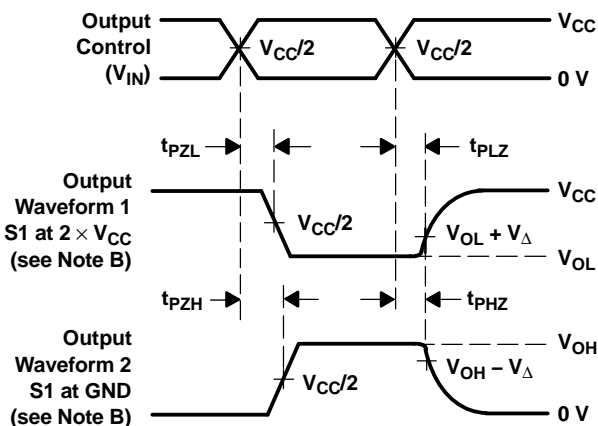 Output
Control
(V_IN)
V_CC/2
V_CC/2
V_CC
0 V
t_PZL
t_PLZ
Output
Waveform 1
S1 at 2 × V_CC
(see Note B)
V_CC/2
V_CC
V_OL + V_Δ
V_OL
t_PZH
t_PHZ
Output
Waveform 2
S1 at GND
(see Note B)
V_CC/2
V_OH
V_OH − V_Δ
0 V